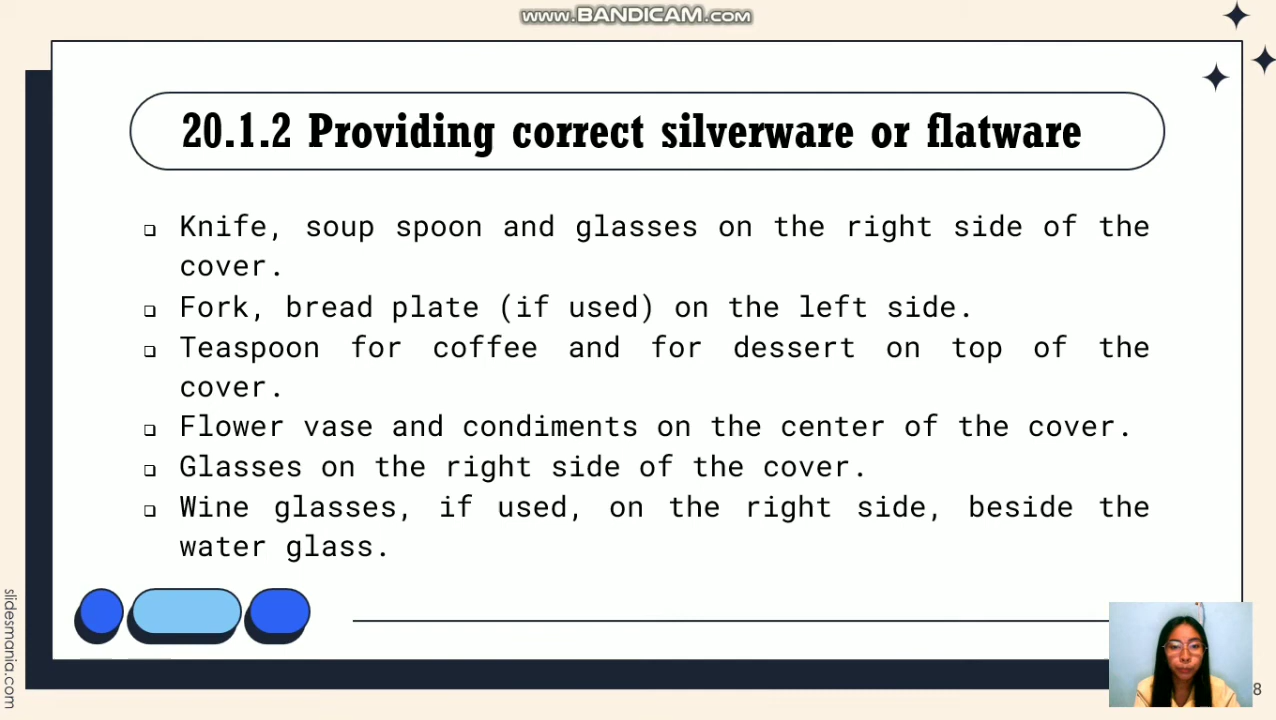 www.BANDICAM.com
20.1.2 Providing correct silverware or flatware
❑ Knife, soup spoon and glasses on the right side of the
cover.
❑ Fork, bread plate (if used) on the left side.
❑ Teaspoon for coffee and for dessert on top of the
cover.
❑ Flower vase and condiments on the center of the cover.
❑ Glasses on the right side of the cover.
❑ Wine glasses, if used, on the right side, beside the
water glass.
slidesmania.com
8